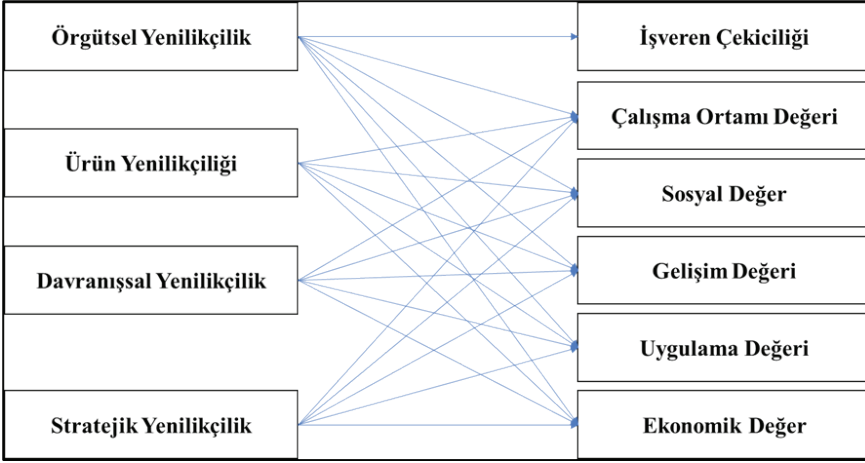 Örgütsel Yenilikçilik
Ürün Yenilikçiliği
Davranışsal Yenilikçilik
Stratejik Yenilikçilik
İşveren Çekiciliği
Çalışma Ortamı Değeri
Sosyal Değer
Gelişim Değeri
Uygulama Değeri
Ekonomik Değer